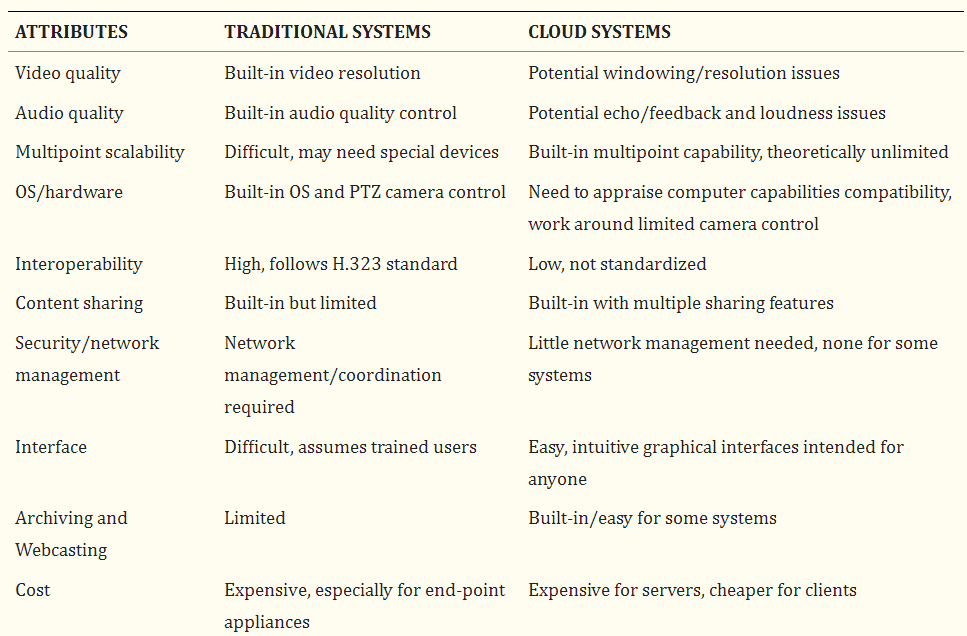 ATTRIBUTES TRADITIONAL SYSTEMS CLOUD SYSTEMS
Video quality Built-in video resolution Potential windowing/resolution issues
Audio quality Built-in audio quality control Potential echo/feedback and loudness issues
Multipoint scalability Difficult, may need special devices Built-in multipoint capability, theoretically unlimited
OS/hardware Built-in OS and PTZ camera control Need to appraise computer capabilities compatibility,
work around limited camera control
Interoperability High, follows H.323 standard Low, not standardized
Content sharing Built-in but limited Built-in with multiple sharing features
Security/network Network Little network management needed, none for some
management management/coordination systems
required
Interface Difficult, assumes trained users Easy, intuitive graphical interfaces intended for
anyone
Archiving and Limited Built-in/easy for some systems
Webcasting
Cost Expensive, especially for end-point Expensive for servers, cheaper for clients
appliances